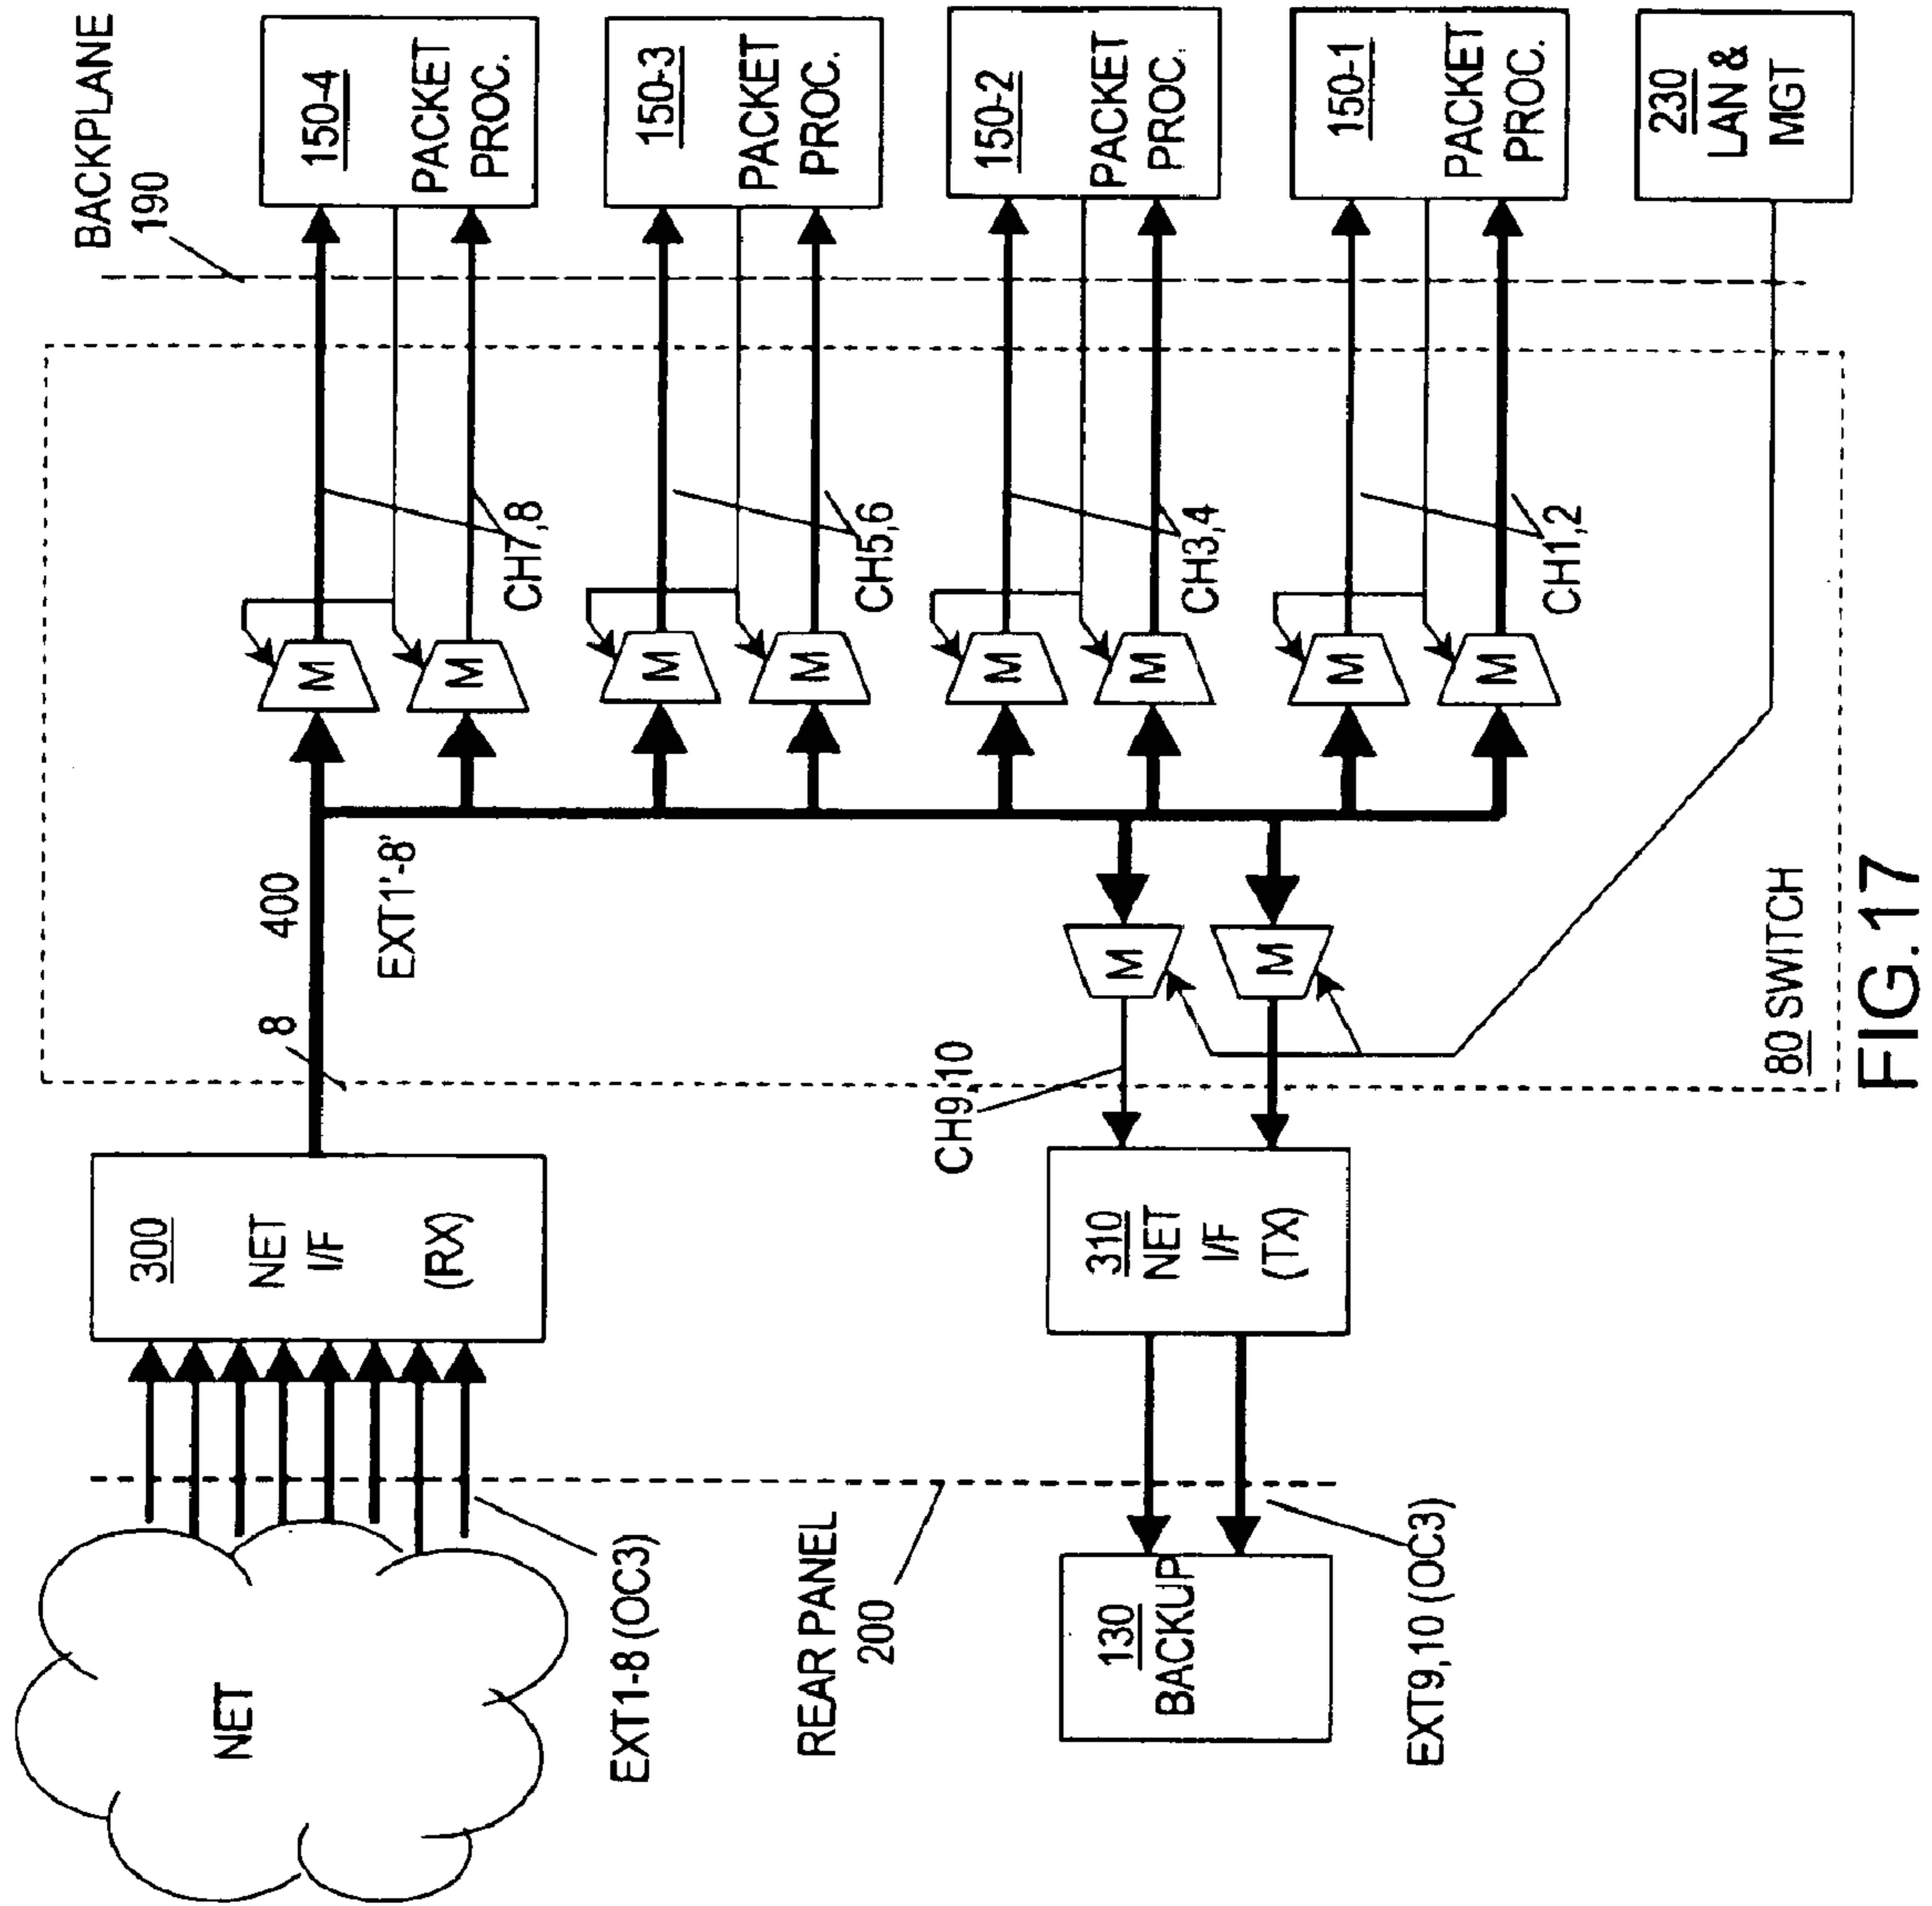 BACKPLANE
190
150-4
PACKET
PROC.
150-3
PACKET
PROC.
150-2
PACKET
PROC.
150-1
PACKET
PROC.
230
LAN &
MGT
CH7,8
CH5,6
CH3,4
CH1,2
M
M
M
M
M
M
M
M
400
EXT1'-8'
8
M
M
CH9,10
80 SWITCH
300
NET
I/F
(RX)
310
NET
I/F
(TX)
NET
EXT1-8 (OC3)
REAR PANEL
200
130
BACKUP
EXT9,10 (OC3)
FIG.17